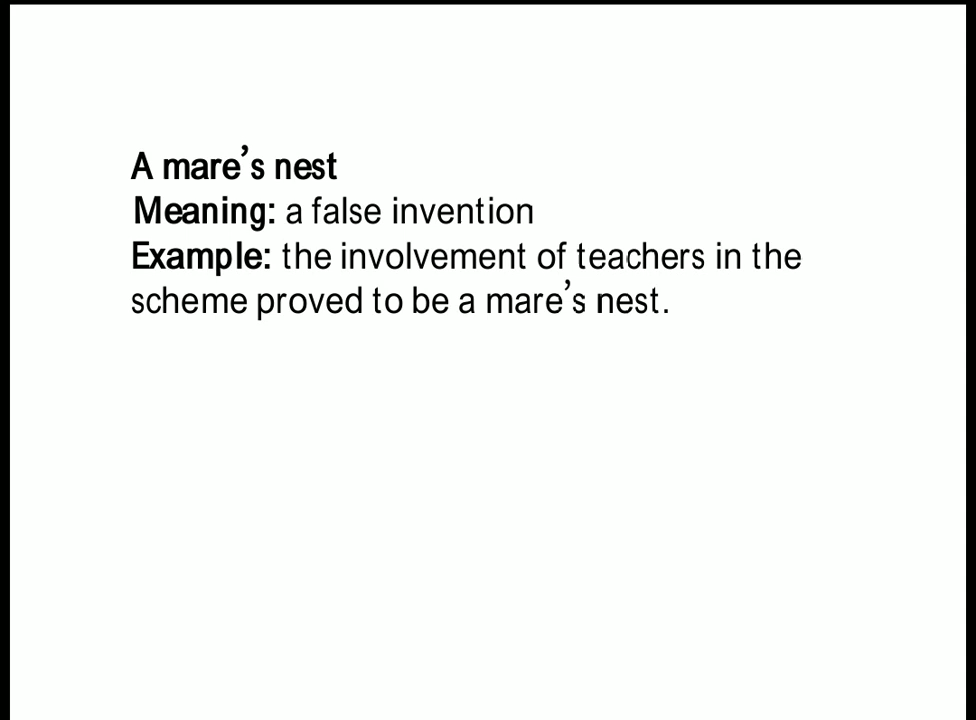 A mare’s nest
Meaning: a false invention
Example: the involvement of teachers in the
scheme proved to be a mare’s nest.